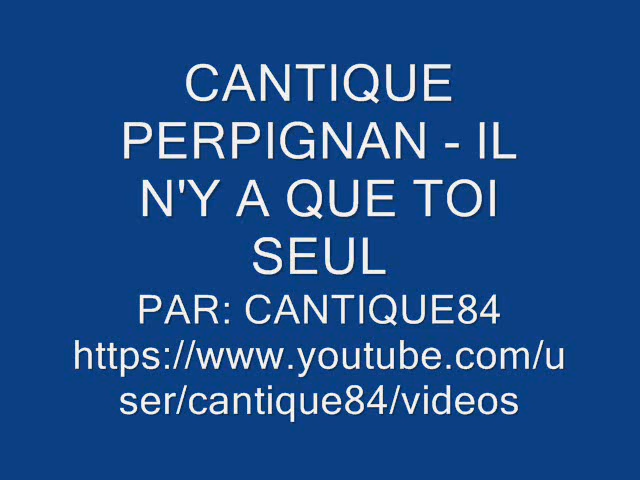 CANTIQUE
PERPIGNAN - IL
N'Y A QUE TOI
SEUL
PAR: CANTIQUE84
https://www.youtube.com/u
ser/cantique84/videos